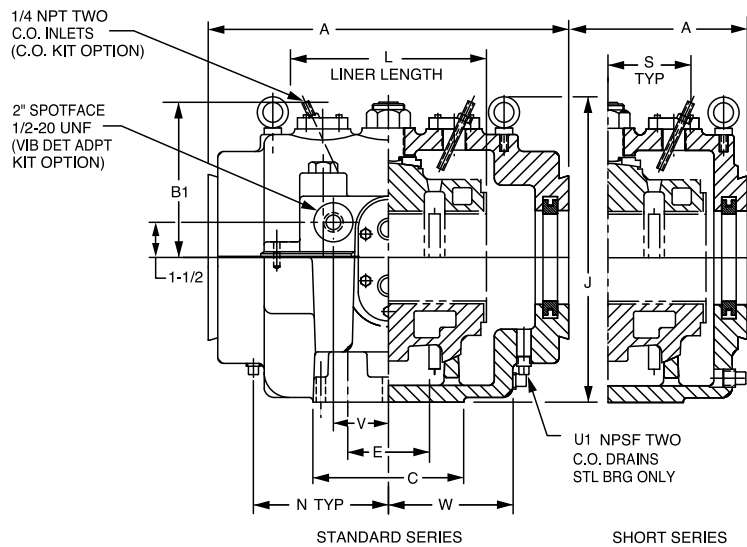 1/4 NPT TWO
C.O. INLETS
(C.O. KIT OPTION)
A
A
L
LINER LENGTH
S
TYP
2" SPOTFACE
1/2-20 UNF
(VIB DET ADPT
KIT OPTION)
B1
1-1/2
J
V
E
C
N TYP
W
U1 NPSF TWO
C.O. DRAINS
STL BRG ONLY
STANDARD SERIES
SHORT SERIES